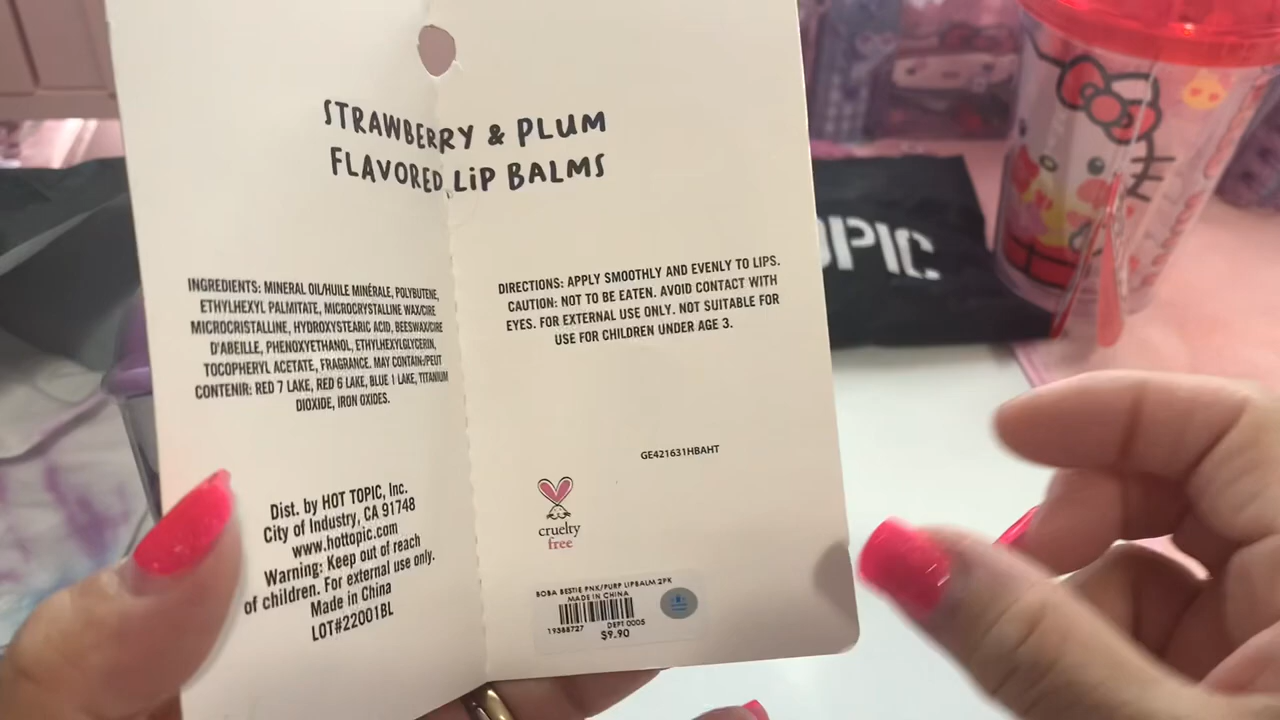 STRAWBERRY & PLUM
FLAVORED LIP BALMS
INGREDIENTS: MINERAL OIL/HUILE MINÉRALE, POLYBUTENE,
ETHYLHEXYL PALMITATE, MICROCRYSTALLINE WAX/CIRE
MICROCRISTALLINE, HYDROXYSTEARIC ACID, BEESWAX/CIRE
D'ABEILLE, PHENOXYETHANOL, ETHYLHEXYLGLYCERIN,
TOCOPHERYL ACETATE, FRAGRANCE. MAY CONTAIN:/PEUT
CONTENIR: RED 7 LAKE, RED 6 LAKE, BLUE 1 LAKE, TITANIUM
DIOXIDE, IRON OXIDES.
DIRECTIONS: APPLY SMOOTHLY AND EVENLY TO LIPS.
CAUTION: NOT TO BE EATEN. AVOID CONTACT WITH
EYES. FOR EXTERNAL USE ONLY. NOT SUITABLE FOR
USE FOR CHILDREN UNDER AGE 3.
GE421631HBAHT
Dist. by HOT TOPIC, Inc.
City of Industry, CA 91748
www.hottopic.com
Warning: Keep out of reach
of children. For external use only.
Made in China
LOT#22001BL
cruelty
free
BOBA BESTIE PNK/PURP LIPBALM 2PK
MADE IN CHINA
19388727 DEPT 0005
$9.90
OPIC